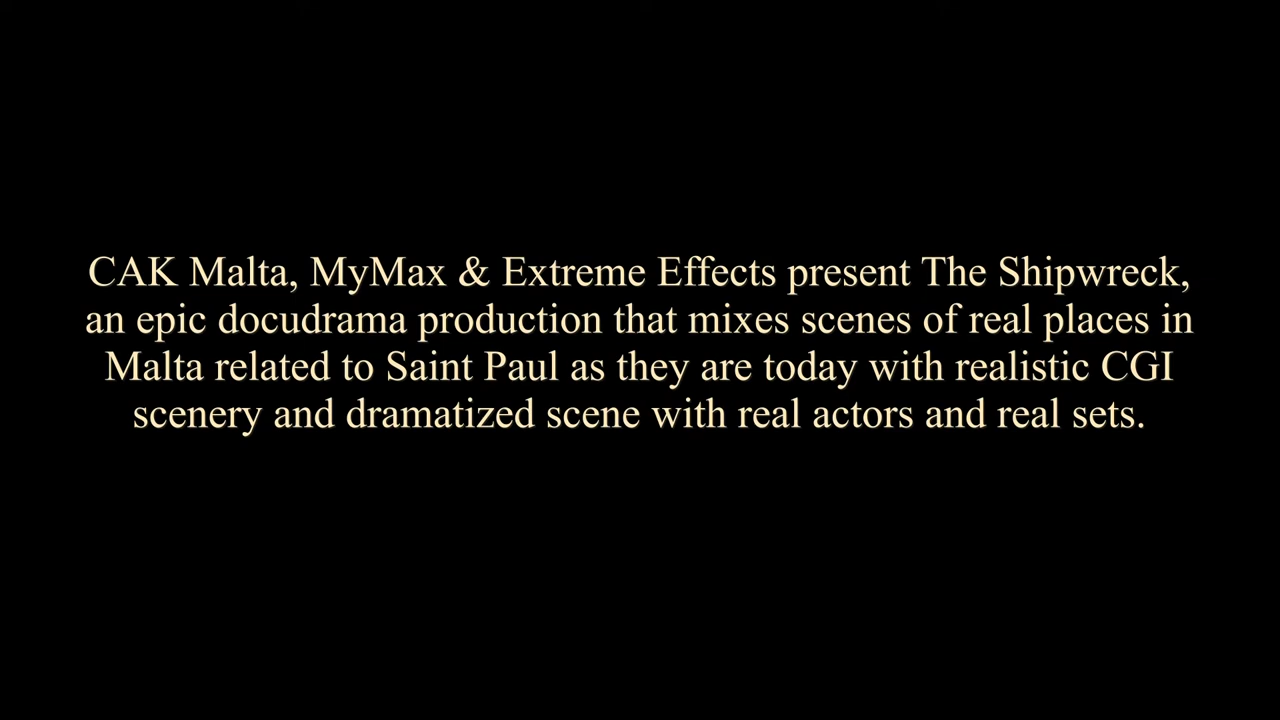 CAK Malta, MyMax & Extreme Effects present The Shipwreck,
an epic docudrama production that mixes scenes of real places in
Malta related to Saint Paul as they are today with realistic CGI
scenery and dramatized scene with real actors and real sets.